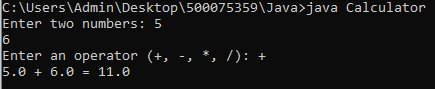 C:\Users\Admin\Desktop\500075359\Java>java Calculator
Enter two numbers: 5
6
Enter an operator (+, -, *, /): +
5.0 + 6.0 = 11.0